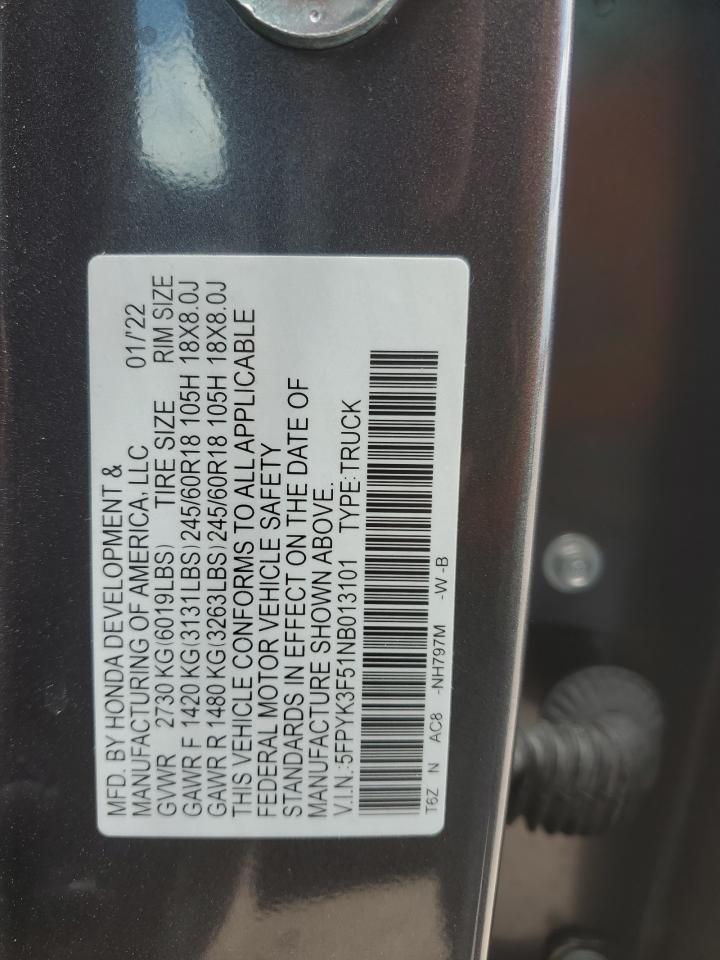 MFD. BY HONDA DEVELOPMENT &
MANUFACTURING OF AMERICA, LLC 01/'22
GVWR 2730 KG (6019LBS) TIRE SIZE RIM SIZE
GAWR F 1420 KG (3131LBS) 245/60R18 105H 18X8.0J
GAWR R 1480 KG (3263LBS) 245/60R18 105H 18X8.0J
THIS VEHICLE CONFORMS TO ALL APPLICABLE
FEDERAL MOTOR VEHICLE SAFETY
STANDARDS IN EFFECT ON THE DATE OF
MANUFACTURE SHOWN ABOVE.
V.I.N.: 5FPYK3F51NB013101 TYPE: TRUCK
T6Z N AC8 -NH797M -W -B